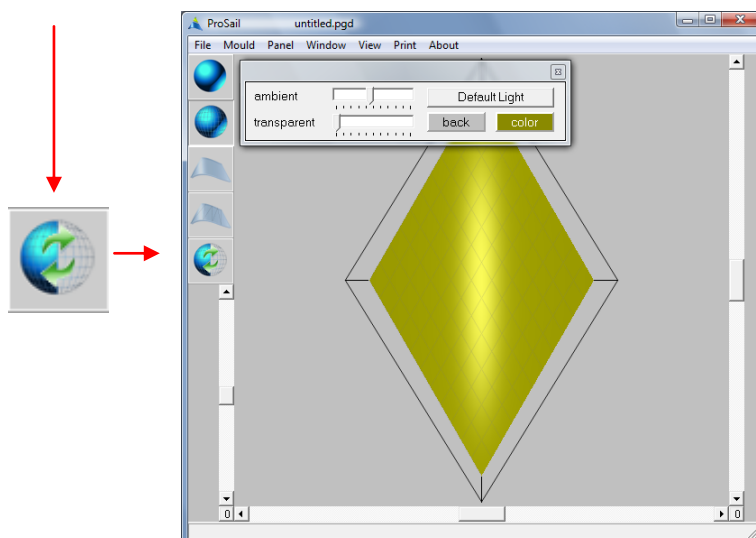 ProSail untitled.pgd
File Mould Panel Window View Print About
ambient Default Light
transparent back color
0 0